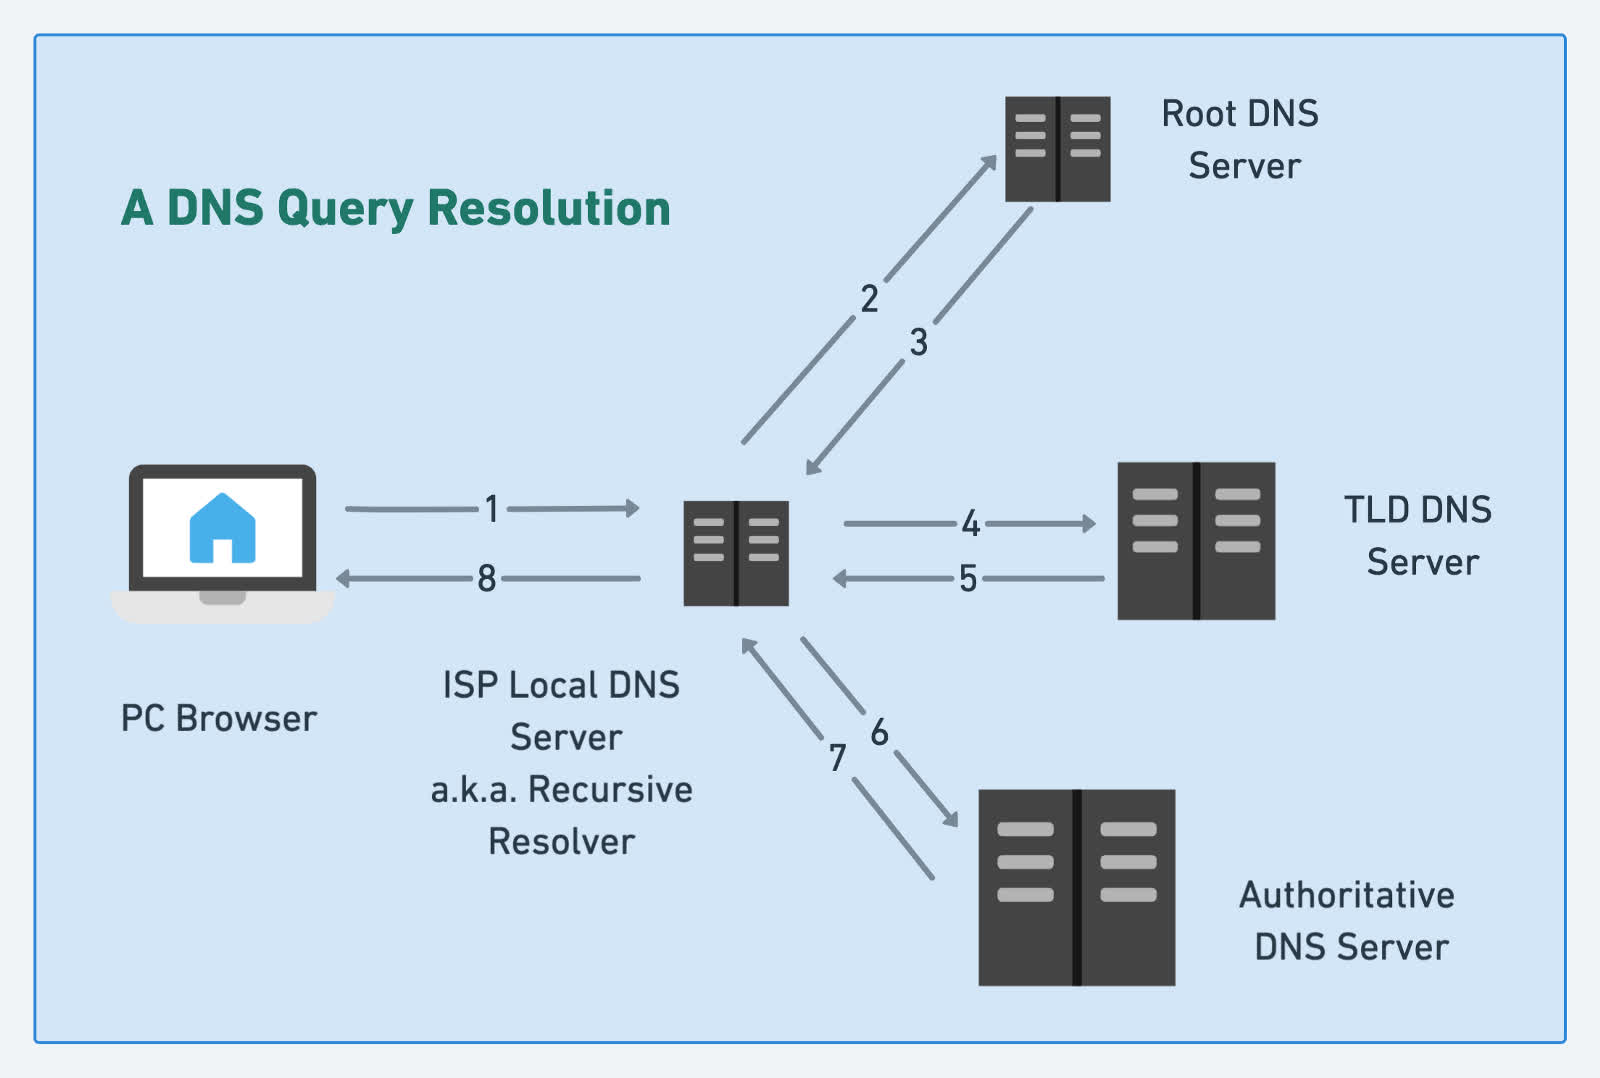 A DNS Query Resolution
Root DNS
Server
2
3
1
8
4
5
TLD DNS
Server
PC Browser
ISP Local DNS
Server
a.k.a. Recursive
Resolver
6
7
Authoritative
DNS Server